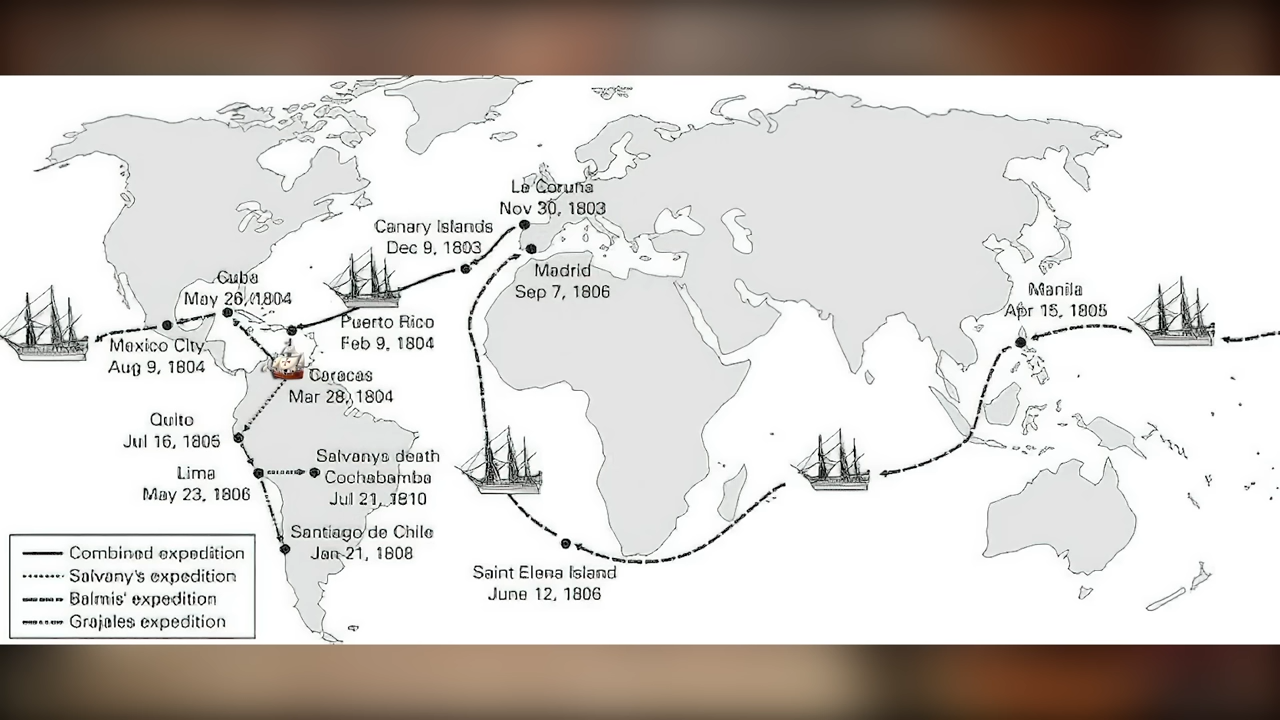 La Coruna
Nov 30, 1803
Canary Islands
Dec 9, 1803
Madrid
Sep 7, 1806
Cuba
May 26, 1804
Manila
Apr 15, 1805
Puerto Rico
Feb 9, 1804
Mexico City
Aug 9, 1804
Caracas
Mar 28, 1804
Quito
Jul 16, 1805
Salvanys death
Cochabamba
Jul 21, 1810
Lima
May 23, 1806
Santiago de Chile
Jan 21, 1808
Combined expedition
Salvany's expedition
Balmis' expedition
Grajales expedition
Saint Elena Island
June 12, 1806